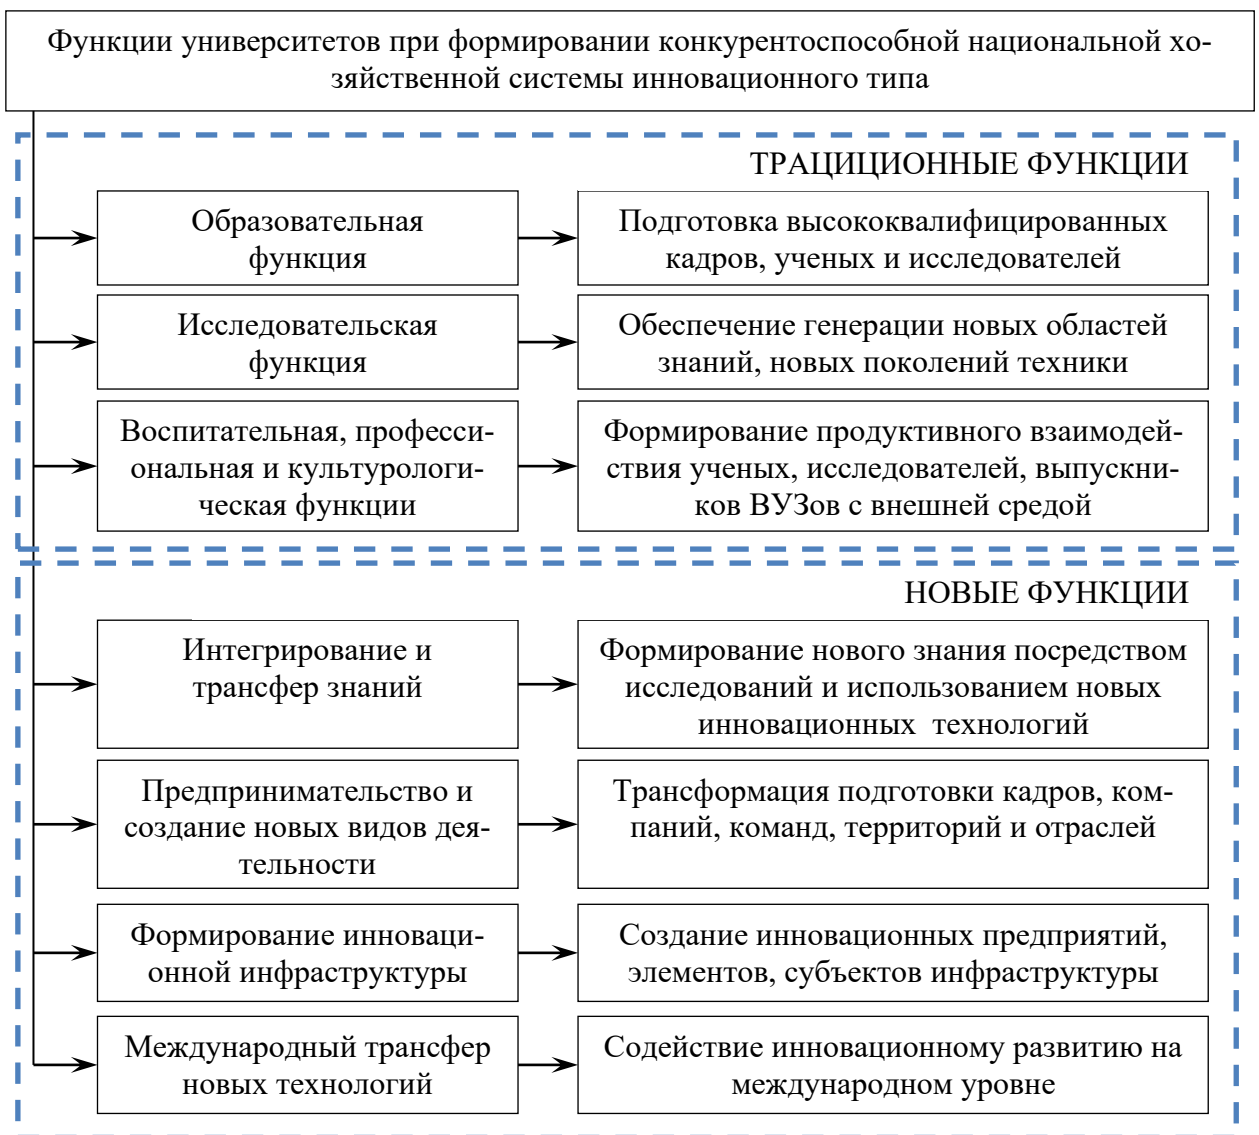 Функции университетов при формировании конкурентоспособной национальной хо-
зяйственной системы инновационного типа
ТРАЦИЦИОННЫЕ ФУНКЦИИ
Образовательная
функция
Подготовка высококвалифицированных
кадров, ученых и исследователей
Исследовательская
функция
Обеспечение генерации новых областей
знаний, новых поколений техники
Воспитательная, професси-
ональная и культурологи-
ческая функции
Формирование продуктивного взаимодей-
ствия ученых, исследователей, выпускни-
ков ВУЗов с внешней средой
НОВЫЕ ФУНКЦИИ
Интегрирование и
трансфер знаний
Формирование нового знания посредством
исследований и использованием новых
инновационных технологий
Предпринимательство и
создание новых видов дея-
тельности
Трансформация подготовки кадров, ком-
паний, команд, территорий и отраслей
Формирование инноваци-
онной инфраструктуры
Создание инновационных предприятий,
элементов, субъектов инфраструктуры
Международный трансфер
новых технологий
Содействие инновационному развитию на
международном уровне